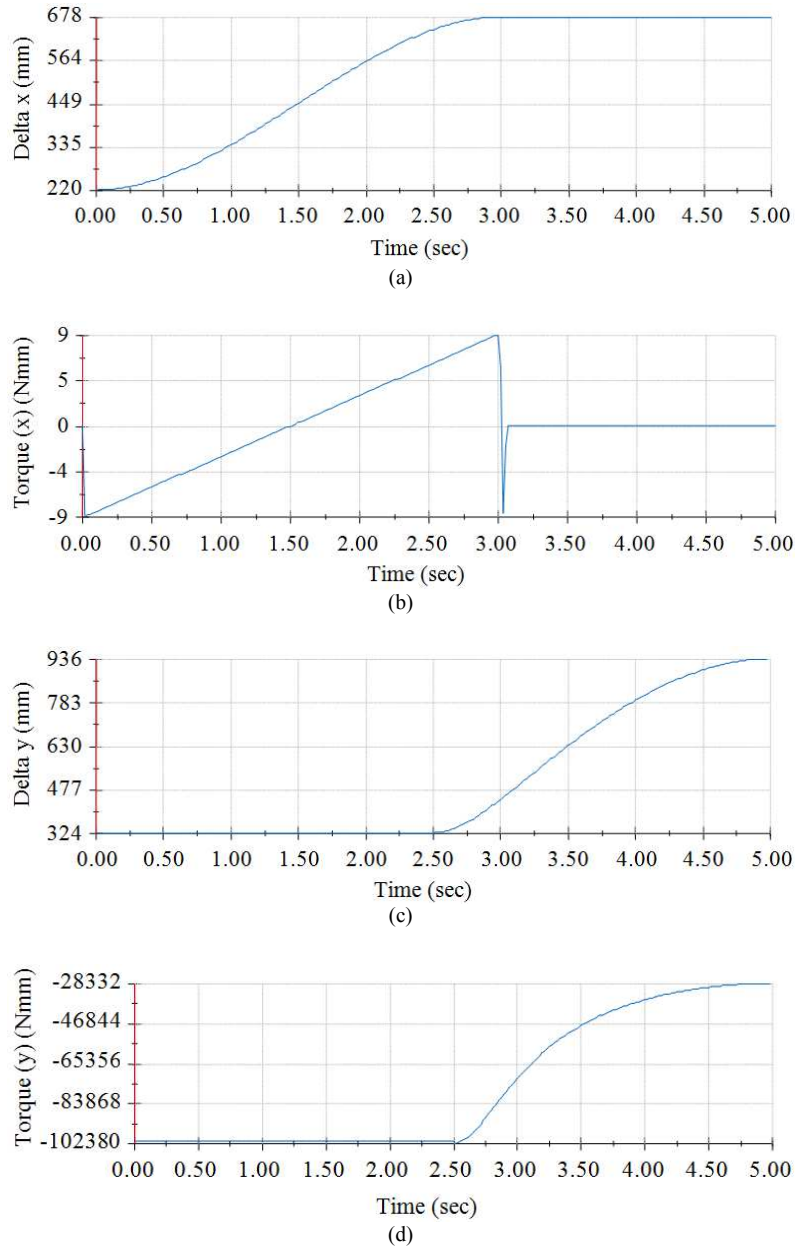 678
564
449
335
220
Delta x (mm)
0.00 0.50 1.00 1.50 2.00 2.50 3.00 3.50 4.00 4.50 5.00
Time (sec)
(a)
9
5
0
-4
-9
Torque (x) (Nmm)
0.00 0.50 1.00 1.50 2.00 2.50 3.00 3.50 4.00 4.50 5.00
Time (sec)
(b)
936
783
630
477
324
Delta y (mm)
0.00 0.50 1.00 1.50 2.00 2.50 3.00 3.50 4.00 4.50 5.00
Time (sec)
(c)
-28332
-46844
-65356
-83868
-102380
Torque (y) (Nmm)
0.00 0.50 1.00 1.50 2.00 2.50 3.00 3.50 4.00 4.50 5.00
Time (sec)
(d)